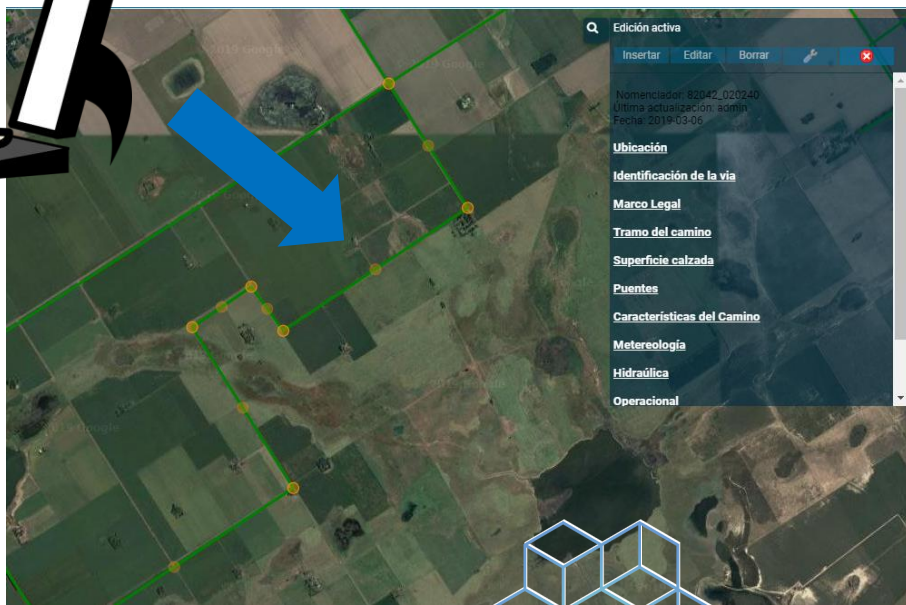 Edición activa
Insertar Editar Borrar
Nomenclador: 82042_020240
Última actualización: admin
Fecha: 2019-03-06
Ubicación
Identificación de la via
Marco Legal
Tramo del camino
Superficie calzada
Puentes
Características del Camino
Metereología
Hidraúlica
Operacional